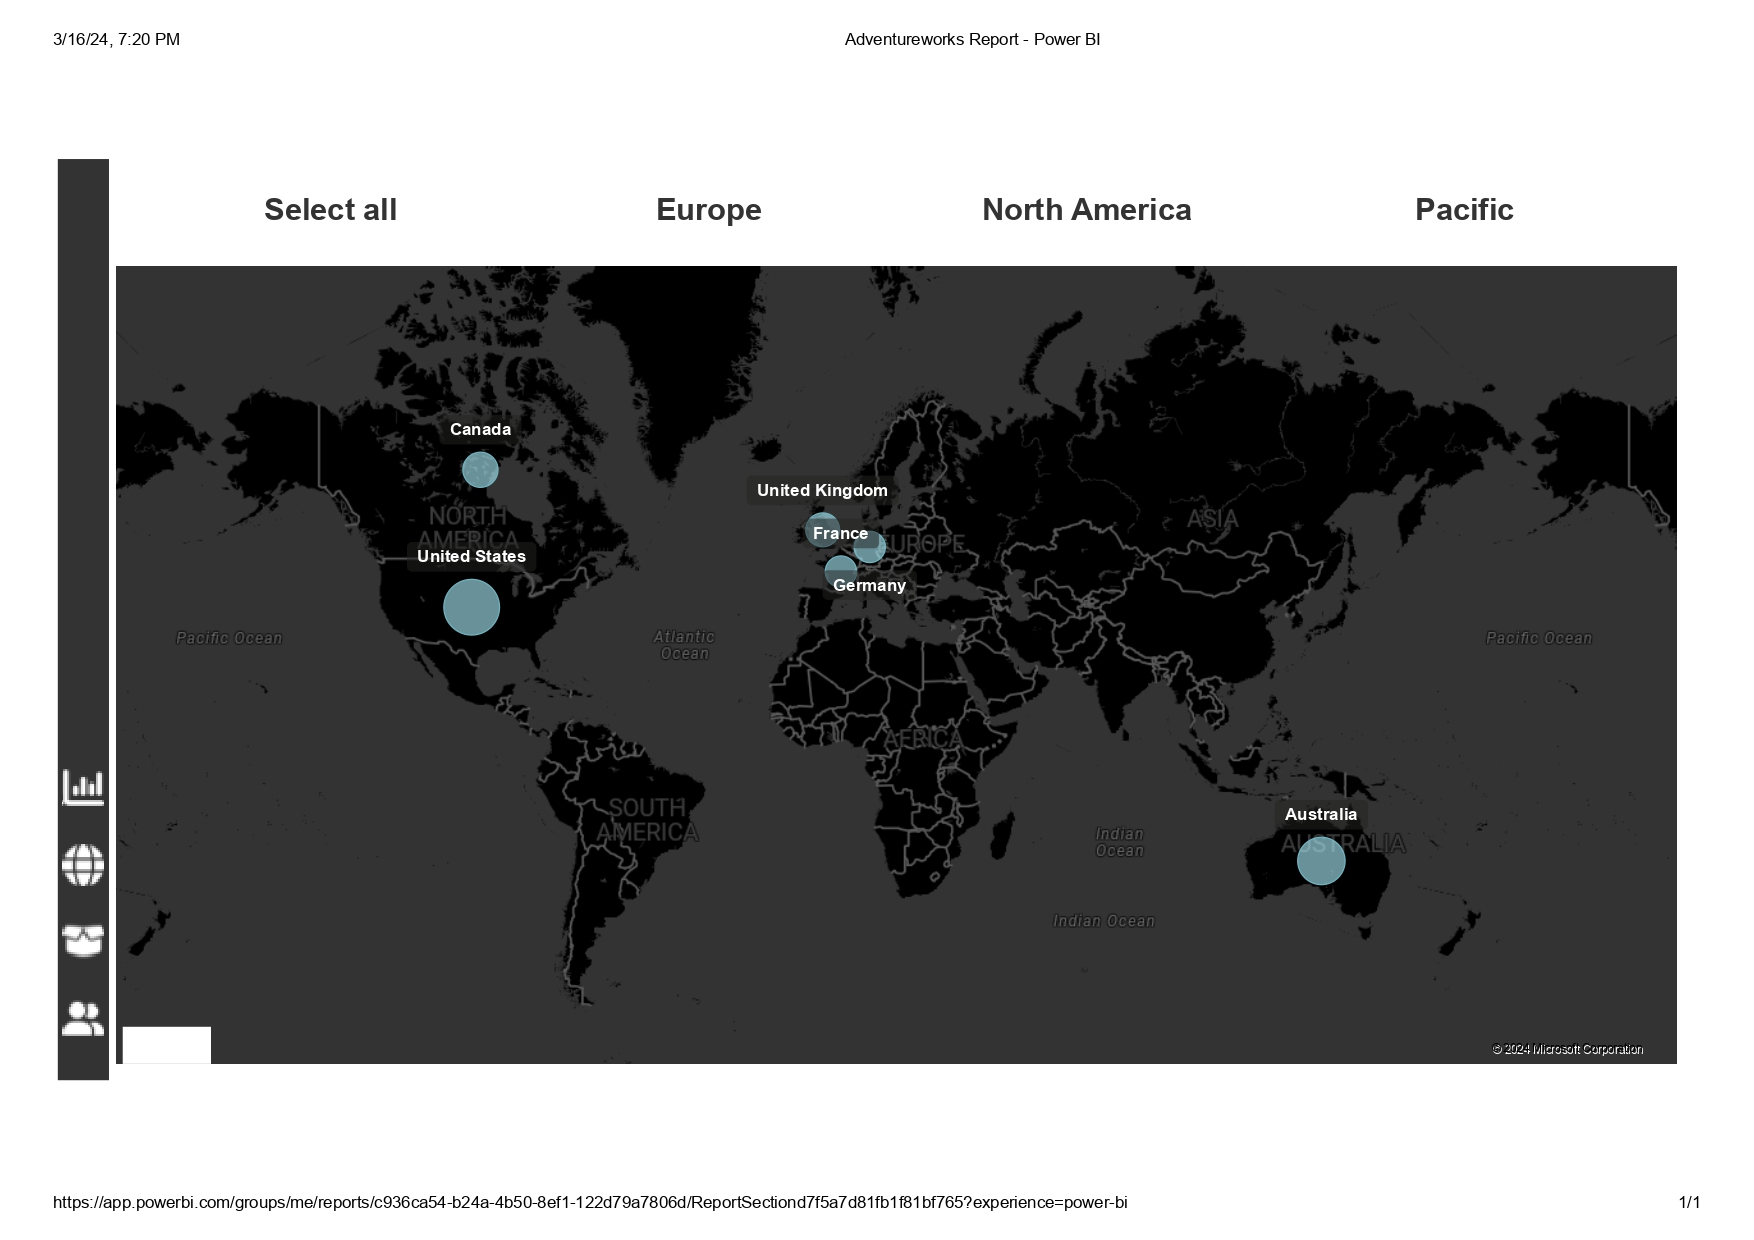 3/16/24, 7:20 PM
Adventureworks Report - Power BI
Select all
Europe
North America
Pacific
Canada
United Kingdom
NORTH
AMERICA
ASIA
France
EUROPE
United States
Germany
Pacific Ocean
Atlantic
Ocean
Pacific Ocean
AFRICA
SOUTH
AMERICA
Australia
Indian
Ocean
AUSTRALIA
Indian Ocean
© 2024 Microsoft Corporation
https://app.powerbi.com/groups/me/reports/c936ca54-b24a-4b50-8ef1-122d79a7806d/ReportSectiond7f5a7d81fb1f81bf765?experience=power-bi
1/1